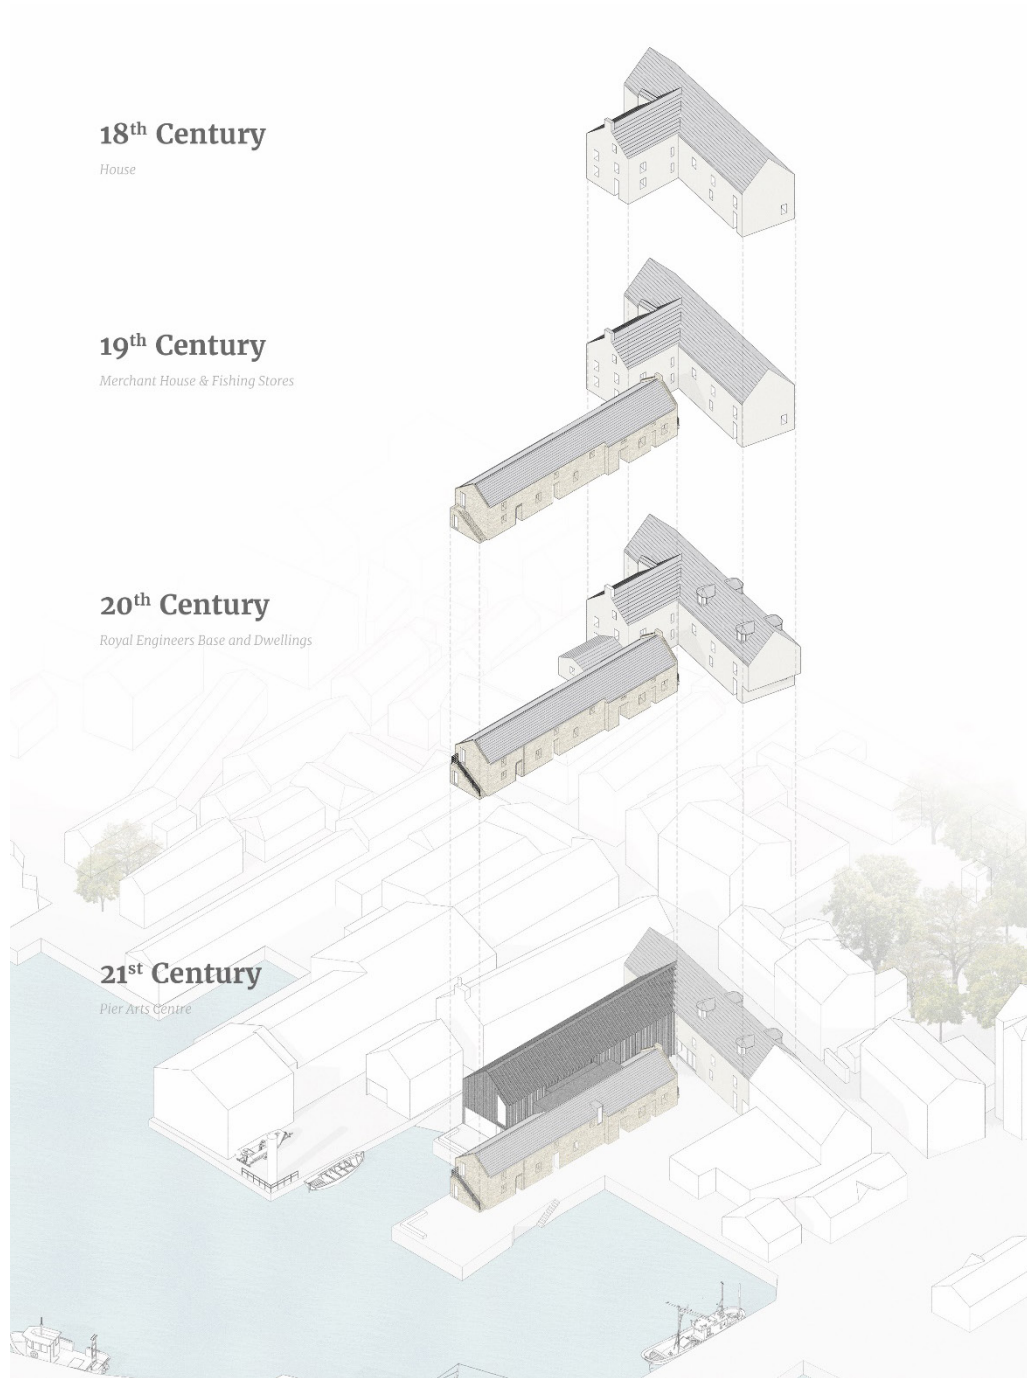 18th Century
House
19th Century
Merchant House & Fishing Stores
20th Century
Royal Engineers Base and Dwellings
21st Century
Pier Arts Centre